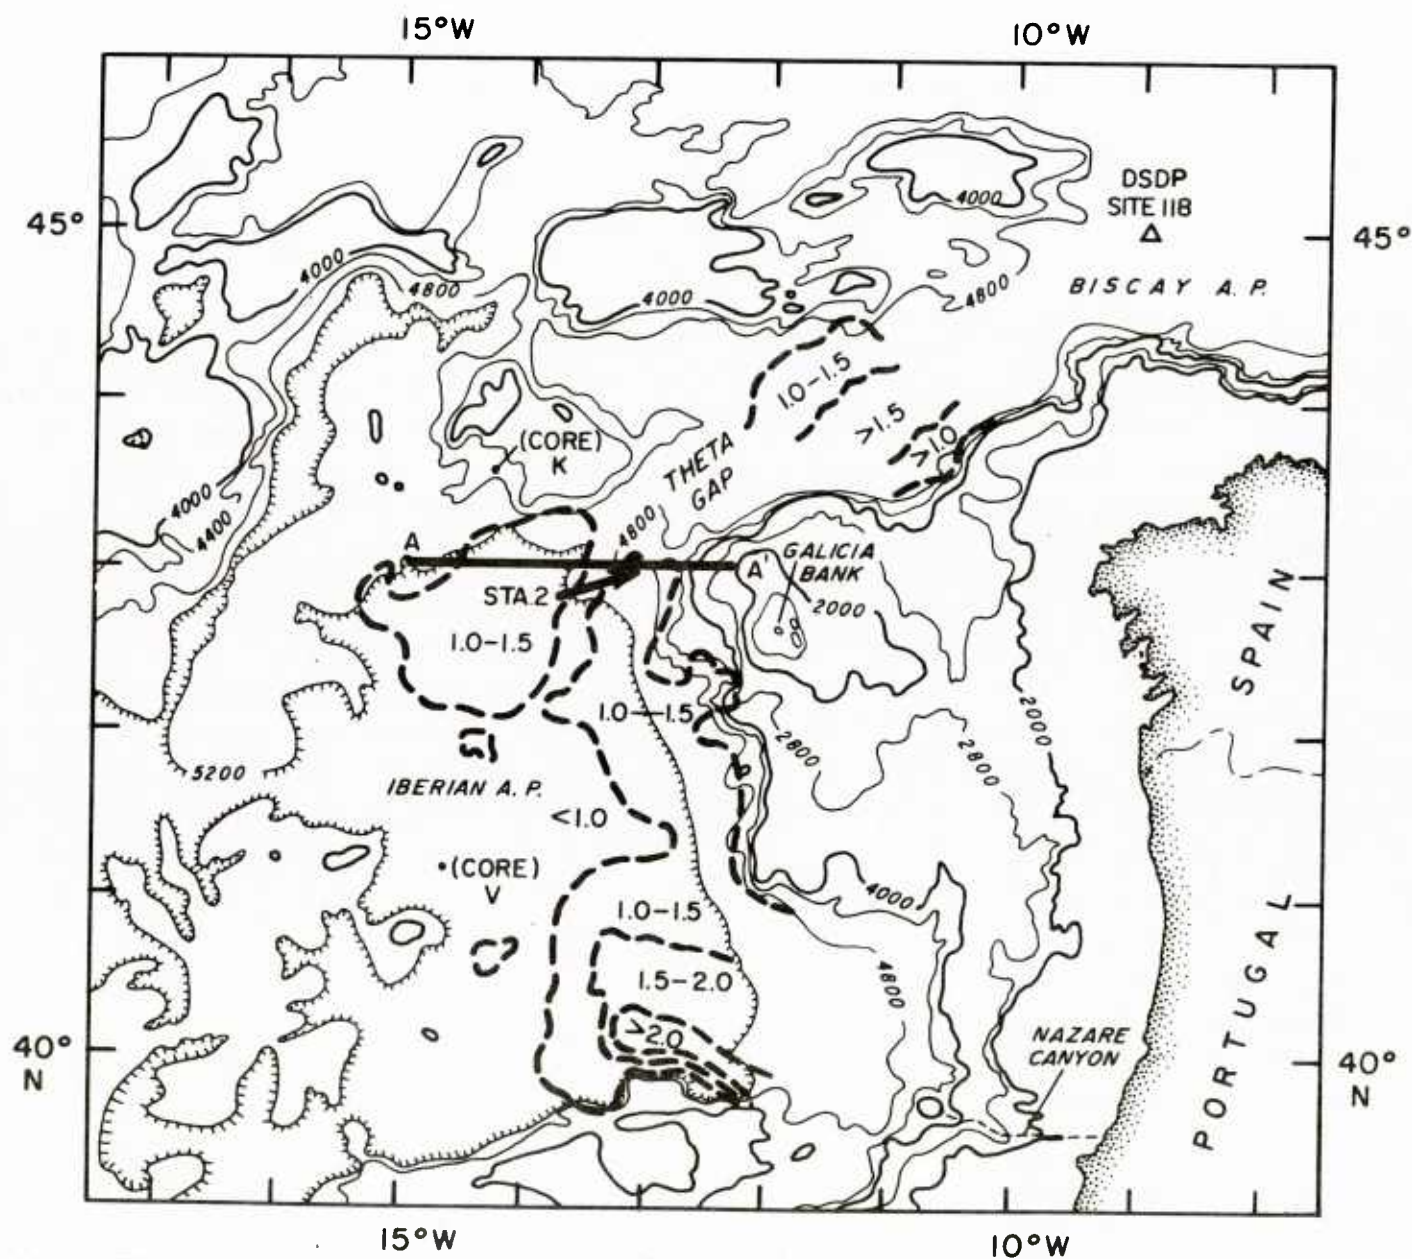 15°W
10°W
DSDP
SITE 118
4000
45°
45°
4000
4800
4000
4800
BISCAY A.P.
1.0-1.5
>1.5
>1.0
(CORE)
K
THETA
GAP
4000
4400
4800
A
A'
GALICIA
BANK
STA.2
2000
1.0-1.5
SPAIN
1.0-1.5
2000
2800
2800
5200
IBERIAN A.P.
<1.0
(CORE)
V
4000
1.0-1.5
1.5-2.0
4800
>2.0
NAZARE
CANYON
PORTUGAL
40°
N
40°
N
15°W
10°W